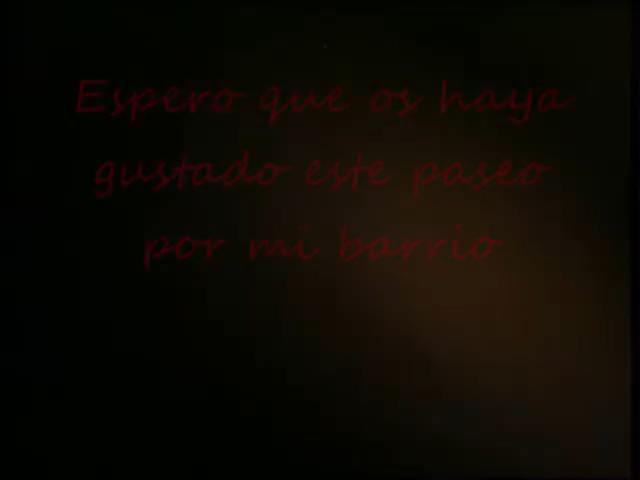 Espero que os haya
gustado este paseo
por mi barrio